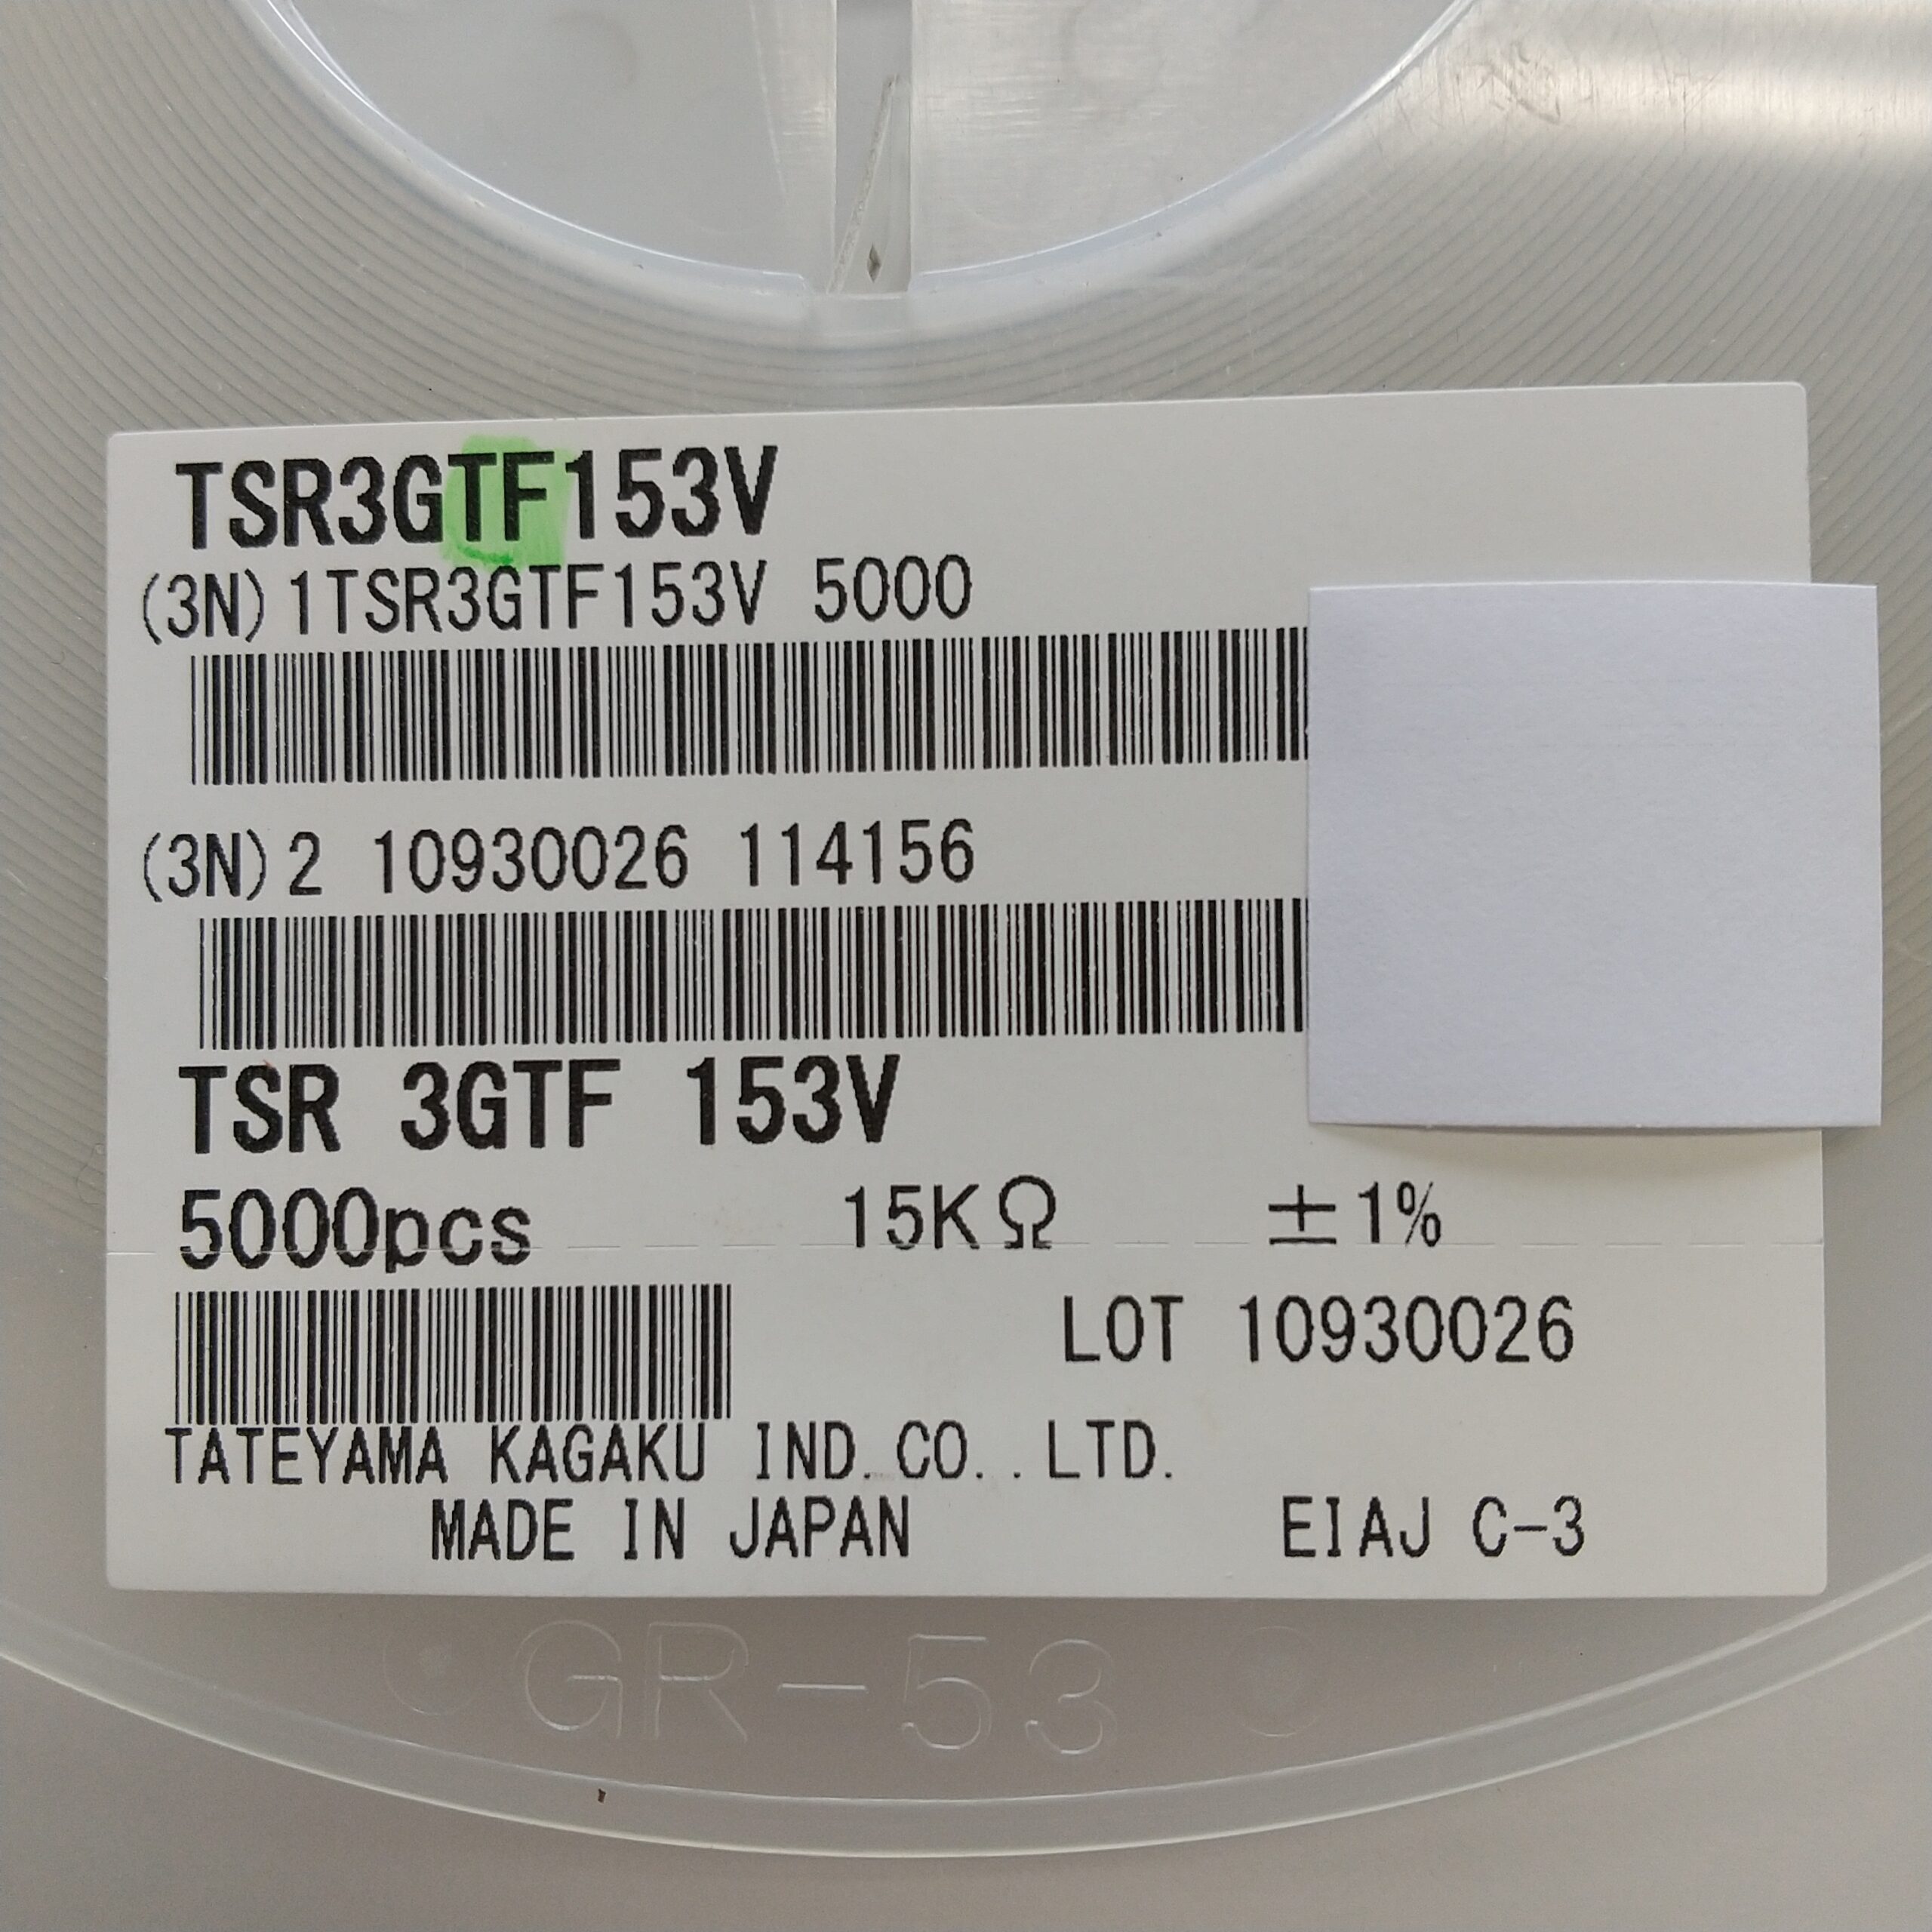 TSR3GTF153V
(3N)1TSR3GTF153V 5000
(3N)2 10930026 114156
TSR 3GTF 153V
5000pcs 15KΩ ±1%
LOT 10930026
TATEYAMA KAGAKU IND.CO..LTD.
MADE IN JAPAN EIAJ C-3
GR-53